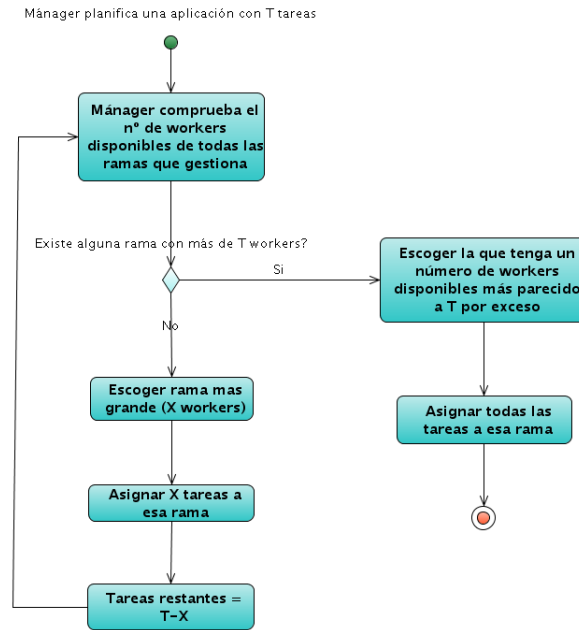 Mánager planifica una aplicación con T tareas
Mánager comprueba el
nº de workers
disponibles de todas las
ramas que gestiona
Existe alguna rama con más de T workers?
Si
Escoger la que tenga un
número de workers
disponibles más parecido
a T por exceso
No
Escoger rama mas
grande (X workers)
Asignar todas las
tareas a esa rama
Asignar X tareas a
esa rama
Tareas restantes =
T-X